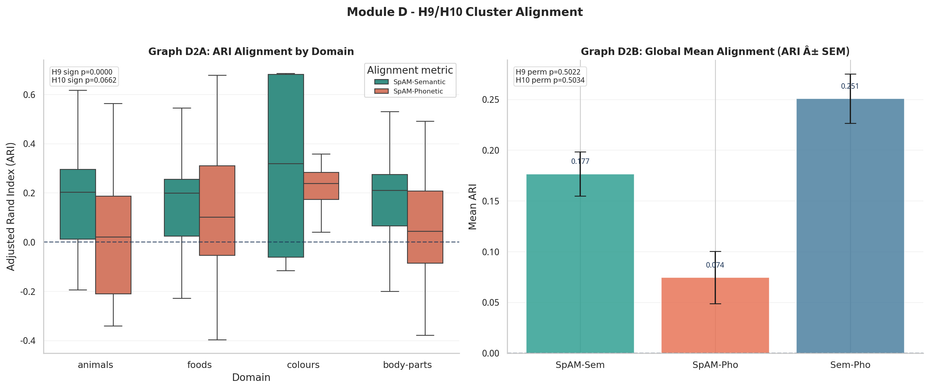 Module D - H9/H10 Cluster Alignment
Graph D2A: ARI Alignment by Domain
H9 sign p=0.0000
H10 sign p=0.0662
Alignment metric
SpAM-Semantic
SpAM-Phonetic
Adjusted Rand Index (ARI)
0.6
0.4
0.2
0.0
-0.2
-0.4
animals
foods
colours
body-parts
Domain
Graph D2B: Global Mean Alignment (ARI Â± SEM)
H9 perm p=0.5022
H10 perm p=0.5034
Mean ARI
0.25
0.20
0.15
0.10
0.05
0.00
0.177
0.074
0.251
SpAM-Sem
SpAM-Pho
Sem-Pho